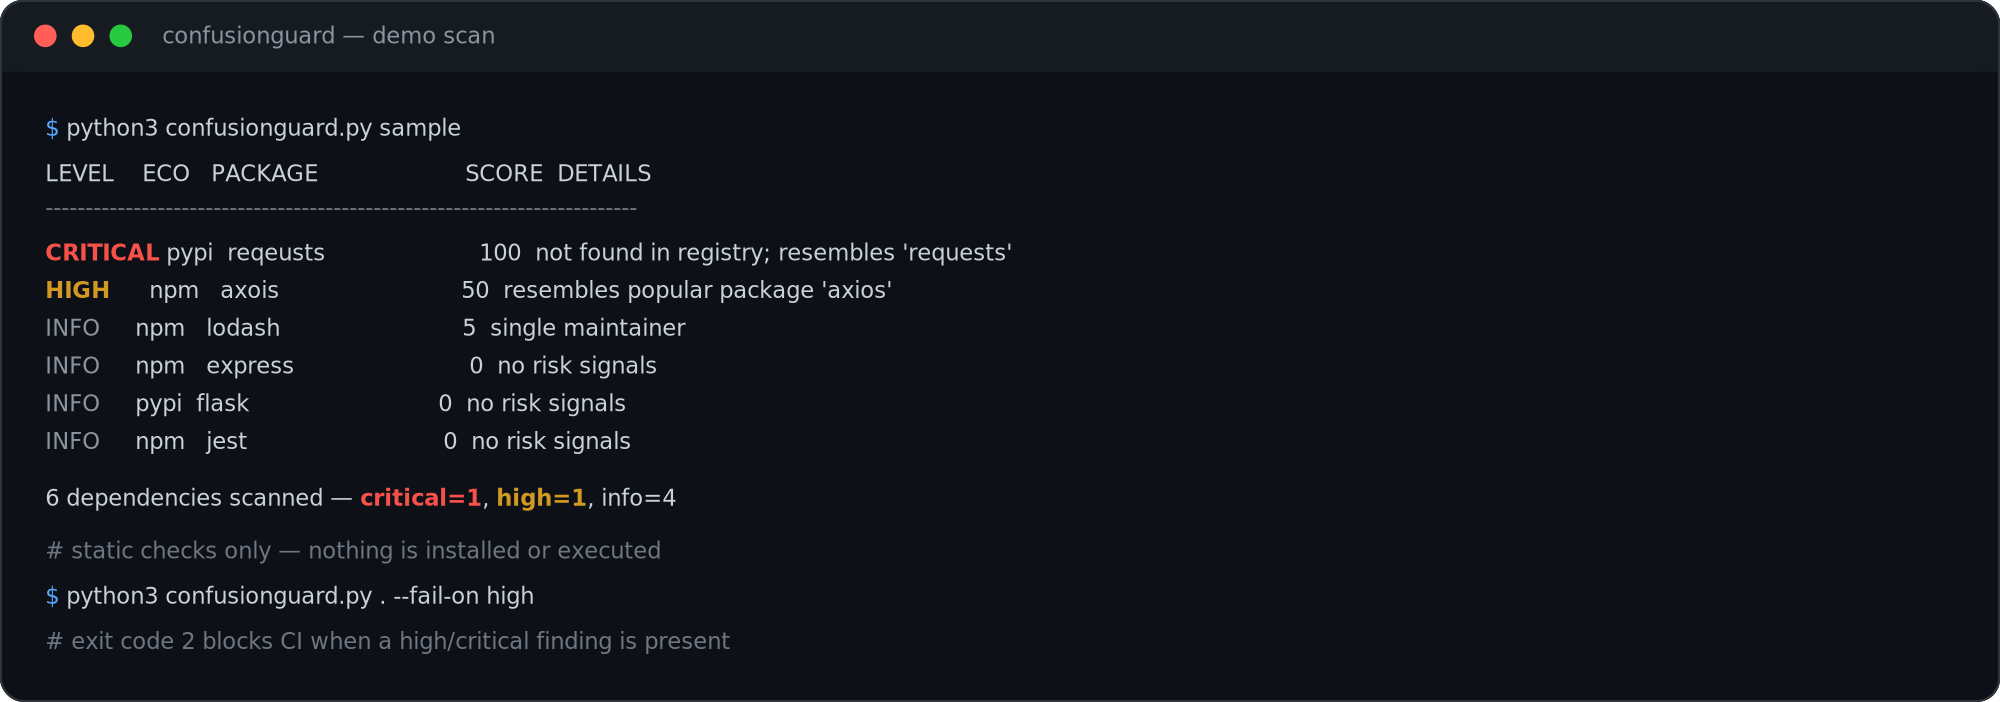 confusionguard — demo scan
$ python3 confusionguard.py sample
LEVEL ECO PACKAGE SCORE DETAILS
--------------------------------------------------------------------------
CRITICAL pypi reqeusts 100 not found in registry; resembles 'requests'
HIGH npm axois 50 resembles popular package 'axios'
INFO npm lodash 5 single maintainer
INFO npm express 0 no risk signals
INFO pypi flask 0 no risk signals
INFO npm jest 0 no risk signals
6 dependencies scanned — critical=1, high=1, info=4
# static checks only — nothing is installed or executed
$ python3 confusionguard.py . --fail-on high
# exit code 2 blocks CI when a high/critical finding is present